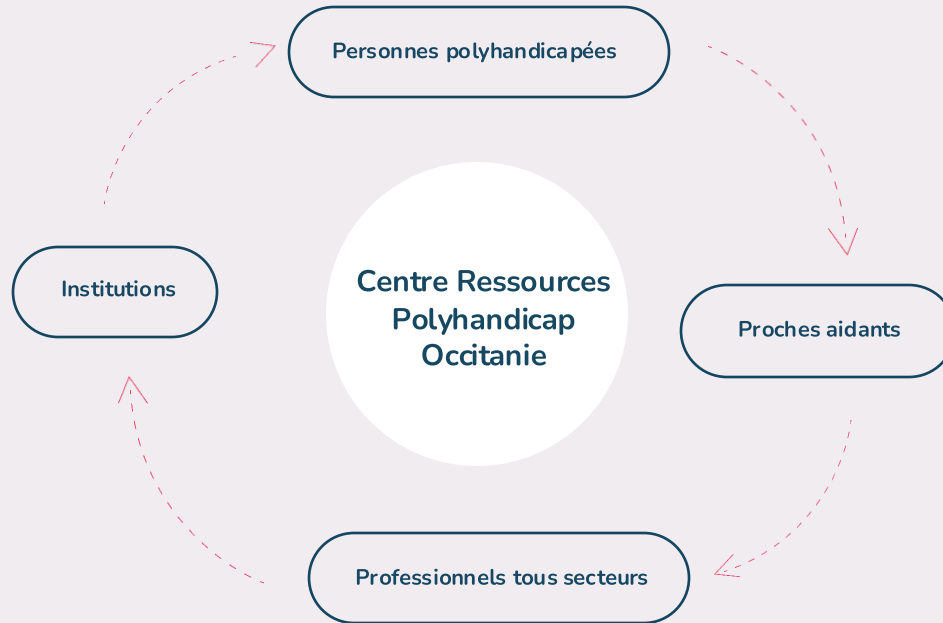 Personnes polyhandicapées
Institutions
Centre Ressources
Polyhandicap
Occitanie
Proches aidants
Professionnels tous secteurs